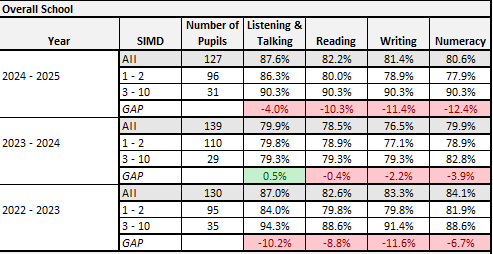 Overall School
Year SIMD Number of Pupils Listening & Talking Reading Writing Numeracy
2024 - 2025 All 127 87.6% 82.2% 81.4% 80.6%
1 - 2 96 86.3% 80.0% 78.9% 77.9%
3 - 10 31 90.3% 90.3% 90.3% 90.3%
GAP -4.0% -10.3% -11.4% -12.4%
2023 - 2024 All 139 79.9% 78.5% 76.5% 79.9%
1 - 2 110 79.8% 78.9% 77.1% 78.9%
3 - 10 29 79.3% 79.3% 79.3% 82.8%
GAP 0.5% -0.4% -2.2% -3.9%
2022 - 2023 All 130 87.0% 82.6% 83.3% 84.1%
1 - 2 95 84.0% 79.8% 79.8% 81.9%
3 - 10 35 94.3% 88.6% 91.4% 88.6%
GAP -10.2% -8.8% -11.6% -6.7%